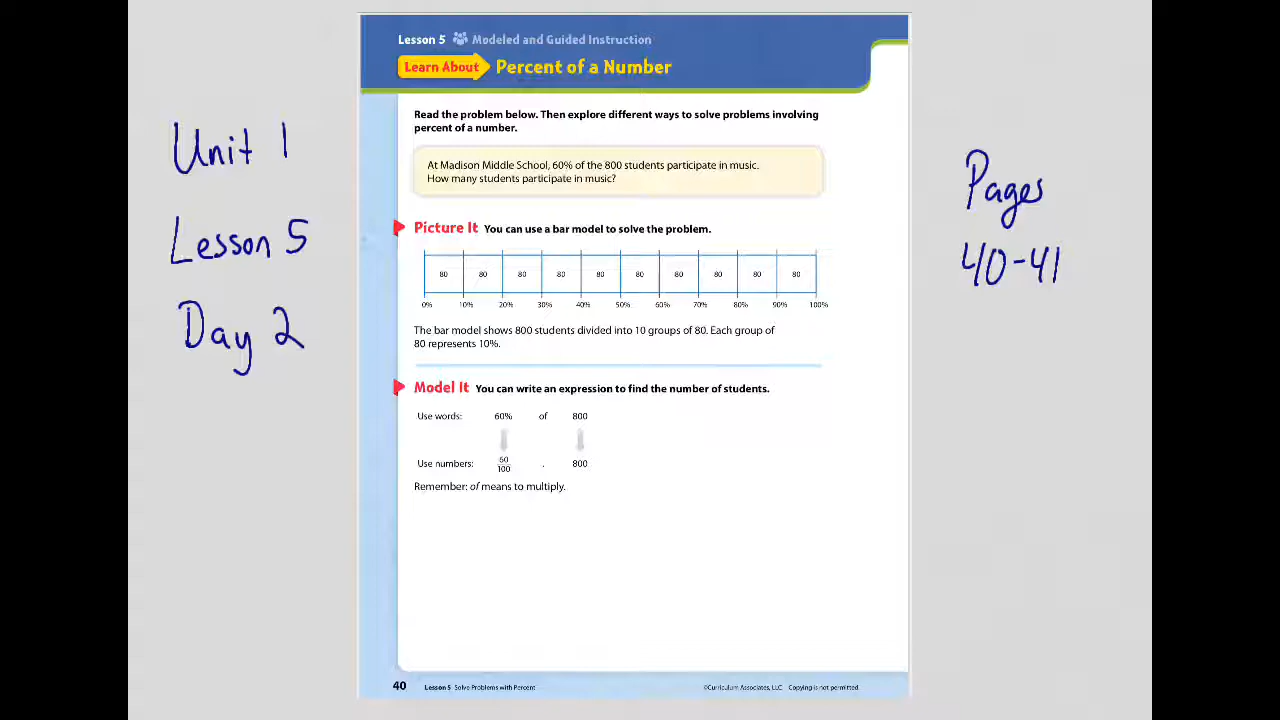 Unit 1
Lesson 5
Day 2
Lesson 5 Modeled and Guided Instruction
Learn About Percent of a Number
Read the problem below. Then explore different ways to solve problems involving
percent of a number.
At Madison Middle School, 60% of the 800 students participate in music.
How many students participate in music?
Picture It You can use a bar model to solve the problem.
80 80 80 80 80 80 80 80 80 80
0% 10% 20% 30% 40% 50% 60% 70% 80% 90% 100%
The bar model shows 800 students divided into 10 groups of 80. Each group of
80 represents 10%.
Model It You can write an expression to find the number of students.
Use words: 60% of 800
Use numbers: 60/100 · 800
Remember: of means to multiply.
40 Lesson 5 Solve Problems with Percent
©Curriculum Associates, LLC Copying is not permitted.
Pages
40-41